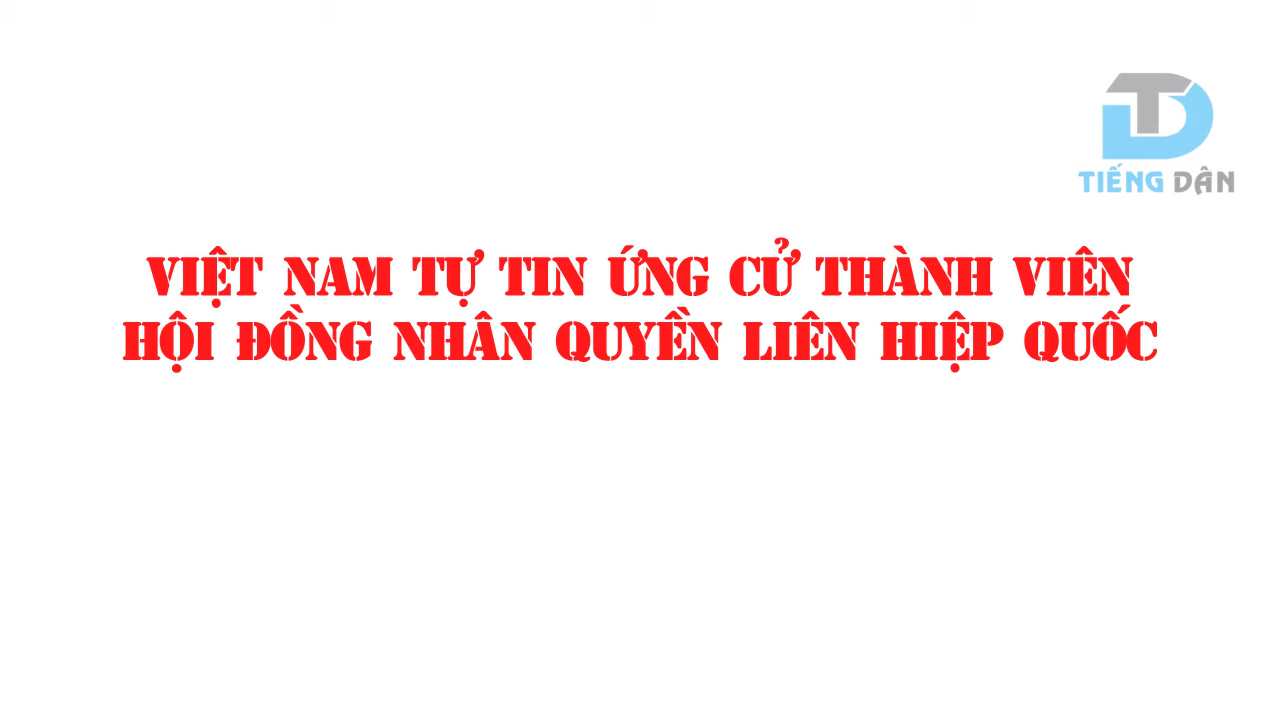 TIẾNG DÂN
VIỆT NAM TỰ TIN ỨNG CỬ THÀNH VIÊN
HỘI ĐỒNG NHÂN QUYỀN LIÊN HIỆP QUỐC